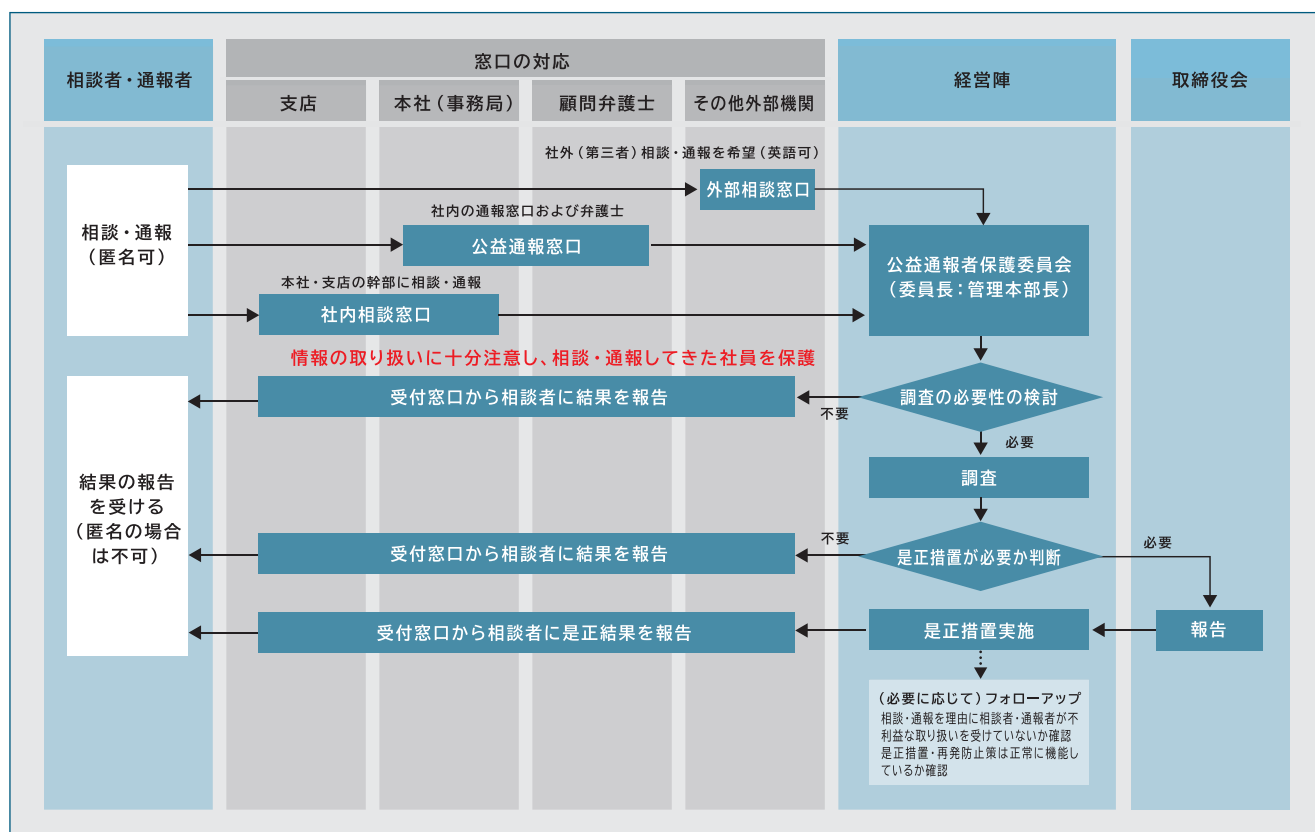 相談者・通報者
窓口の対応
経営陣
取締役会
支店
本社（事務局）
顧問弁護士
その他外部機関
社外（第三者）相談・通報を希望（英語可）
外部相談窓口
相談・通報
（匿名可）
社内の通報窓口および弁護士
公益通報窓口
公益通報者保護委員会
（委員長：管理本部長）
本社・支店の幹部に相談・通報
社内相談窓口
情報の取り扱いに十分注意し、相談・通報してきた社員を保護
受付窓口から相談者に結果を報告
不要
調査の必要性の検討
必要
調査
結果の報告
を受ける
（匿名の場合
は不可）
受付窓口から相談者に結果を報告
不要
是正措置が必要か判断
必要
受付窓口から相談者に是正結果を報告
是正措置実施
報告
（必要に応じて）フォローアップ
相談・通報を理由に相談者・通報者が不
利益な取り扱いを受けていないか確認
是正措置・再発防止策は正常に機能し
ているか確認